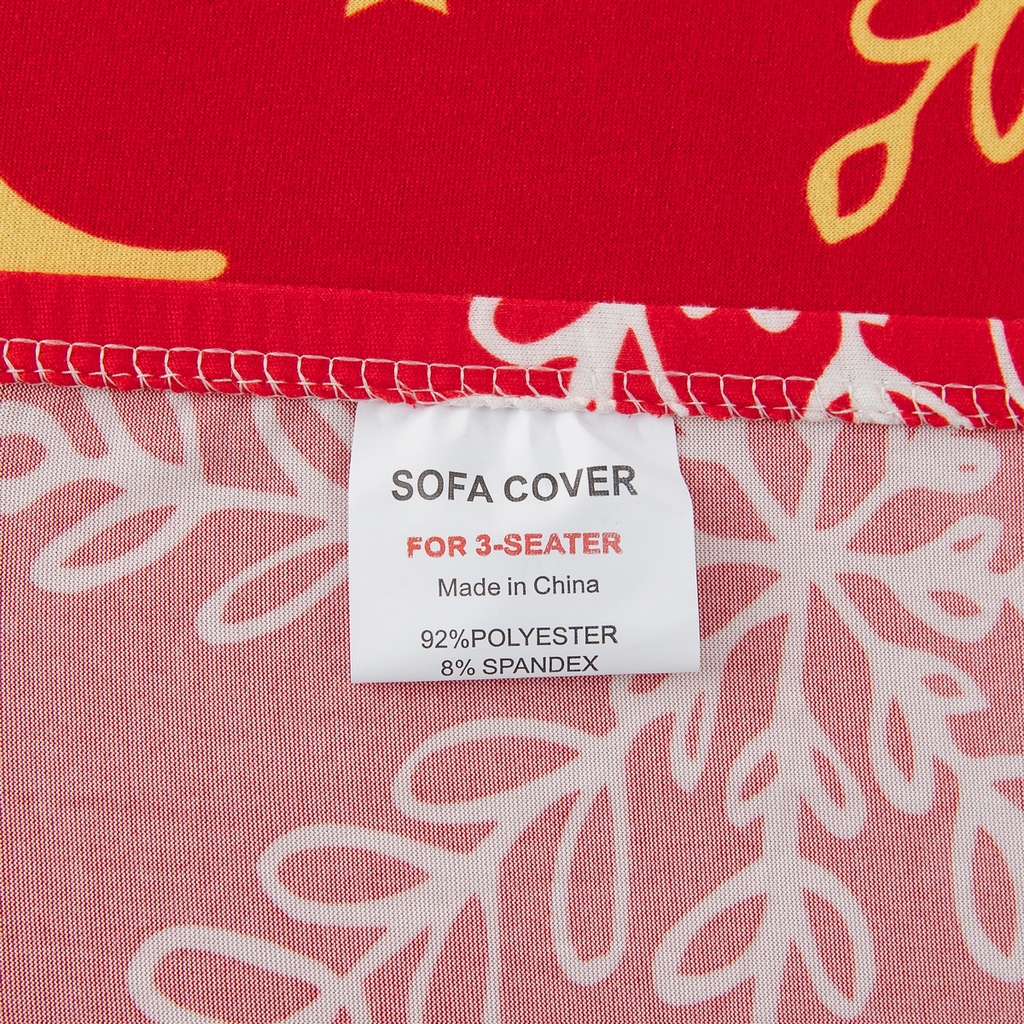 SOFA COVER
FOR 3-SEATER
Made in China
92%POLYESTER
8% SPANDEX